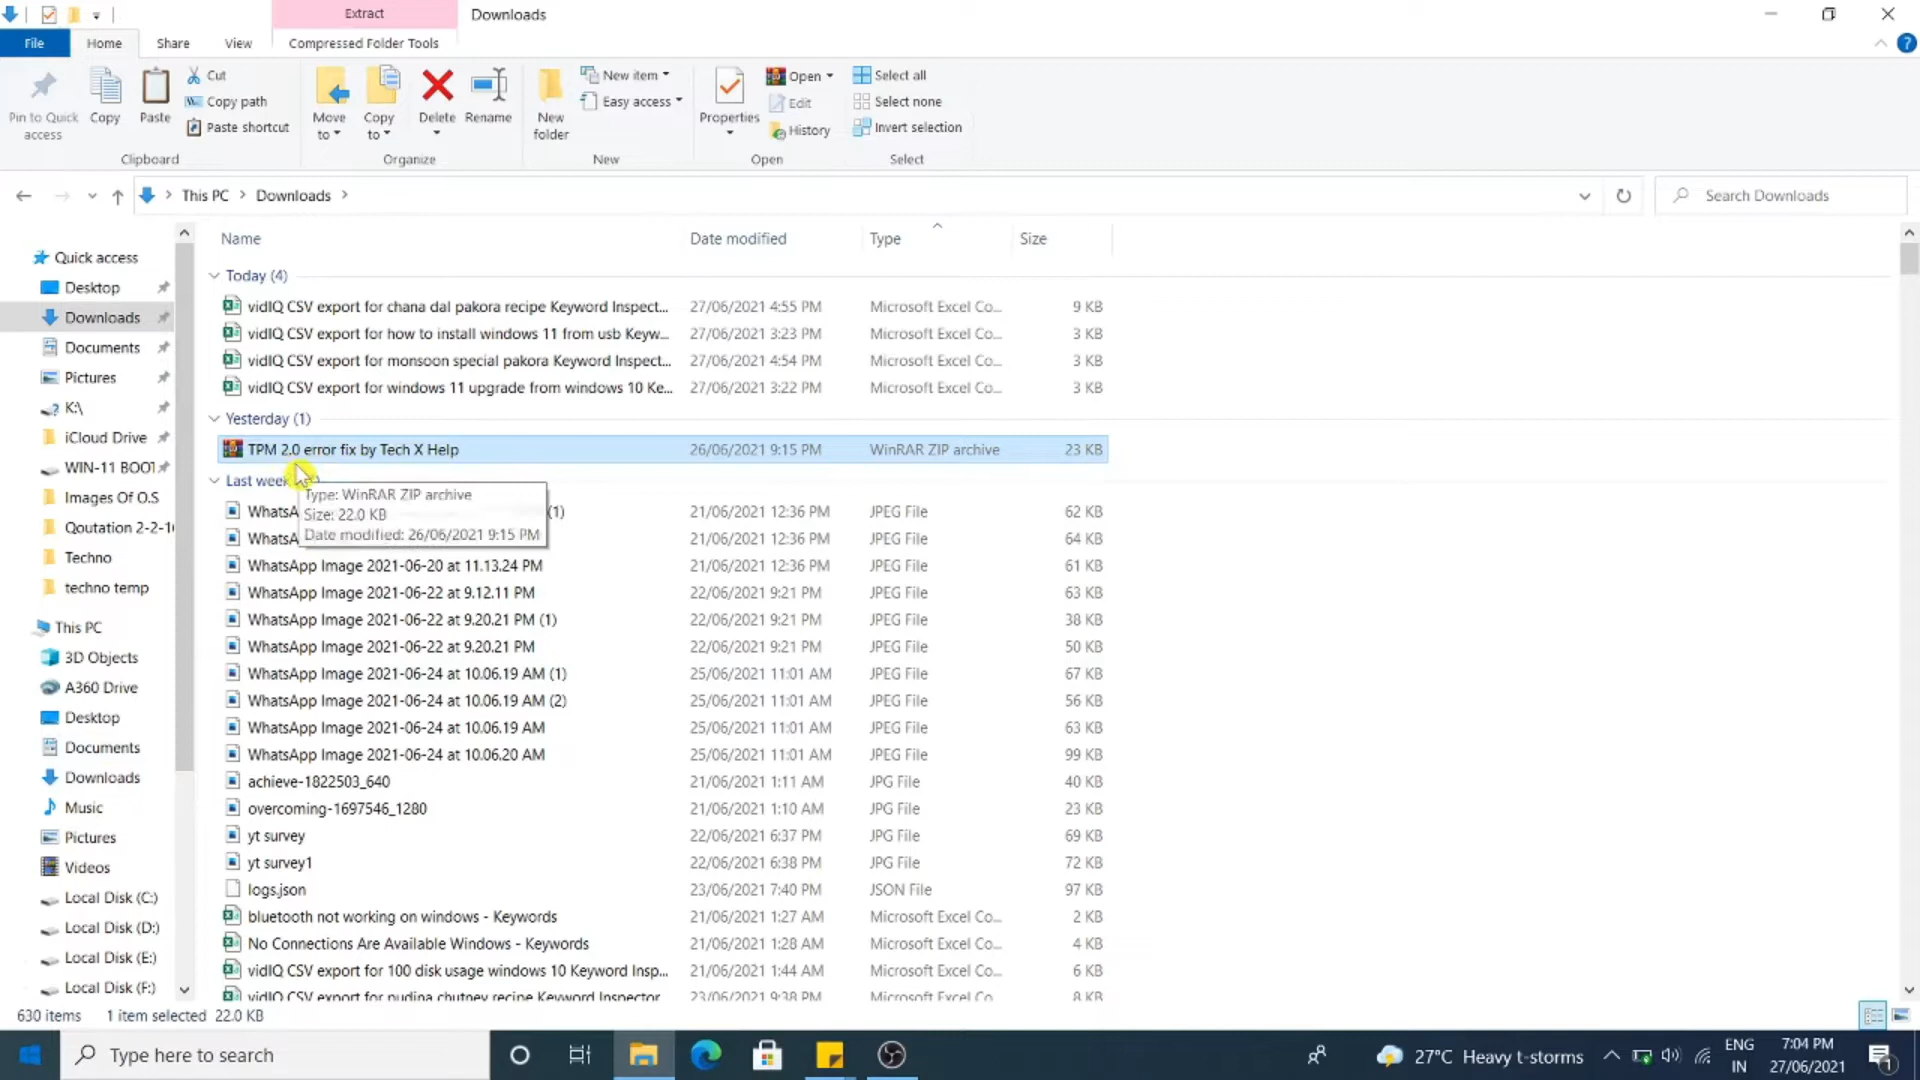 Extract
Downloads
File
Home
Share
View
Compressed Folder Tools
Pin to Quick access
Copy
Paste
Cut
Copy path
Paste shortcut
Clipboard
Move to
Copy to
Delete
Rename
Organize
New folder
New item
Easy access
New
Properties
Open
Edit
History
Open
Select all
Select none
Invert selection
Select
This PC > Downloads >
Search Downloads
Name Date modified Type Size
Quick access
Desktop
Downloads
Documents
Pictures
K:\
iCloud Drive
WIN-11 BOOT
Images Of O.S
Qoutation 2-2-1
Techno
techno temp
This PC
3D Objects
A360 Drive
Desktop
Documents
Downloads
Music
Pictures
Videos
Local Disk (C:)
Local Disk (D:)
Local Disk (E:)
Local Disk (F:)
Today (4)
vidIQ CSV export for chana dal pakora recipe Keyword Inspect... 27/06/2021 4:55 PM Microsoft Excel Co... 9 KB
vidIQ CSV export for how to install windows 11 from usb Keyw... 27/06/2021 3:23 PM Microsoft Excel Co... 3 KB
vidIQ CSV export for monsoon special pakora Keyword Inspect... 27/06/2021 4:54 PM Microsoft Excel Co... 3 KB
vidIQ CSV export for windows 11 upgrade from windows 10 Ke... 27/06/2021 3:22 PM Microsoft Excel Co... 3 KB
Yesterday (1)
TPM 2.0 error fix by Tech X Help 26/06/2021 9:15 PM WinRAR ZIP archive 23 KB
Last week
Type: WinRAR ZIP archive
Size: 22.0 KB
Date modified: 26/06/2021 9:15 PM
WhatsA (1) 21/06/2021 12:36 PM JPEG File 62 KB
WhatsA 21/06/2021 12:36 PM JPEG File 64 KB
WhatsApp Image 2021-06-20 at 11.13.24 PM 21/06/2021 12:36 PM JPEG File 61 KB
WhatsApp Image 2021-06-22 at 9.12.11 PM 22/06/2021 9:21 PM JPEG File 63 KB
WhatsApp Image 2021-06-22 at 9.20.21 PM (1) 22/06/2021 9:21 PM JPEG File 38 KB
WhatsApp Image 2021-06-22 at 9.20.21 PM 22/06/2021 9:21 PM JPEG File 50 KB
WhatsApp Image 2021-06-24 at 10.06.19 AM (1) 25/06/2021 11:01 AM JPEG File 67 KB
WhatsApp Image 2021-06-24 at 10.06.19 AM (2) 25/06/2021 11:01 AM JPEG File 56 KB
WhatsApp Image 2021-06-24 at 10.06.19 AM 25/06/2021 11:01 AM JPEG File 63 KB
WhatsApp Image 2021-06-24 at 10.06.20 AM 25/06/2021 11:01 AM JPEG File 99 KB
achieve-1822503_640 21/06/2021 1:11 AM JPG File 40 KB
overcoming-1697546_1280 21/06/2021 1:10 AM JPG File 23 KB
yt survey 22/06/2021 6:37 PM JPG File 69 KB
yt survey1 22/06/2021 6:38 PM JPG File 72 KB
logs.json 23/06/2021 7:40 PM JSON File 97 KB
bluetooth not working on windows - Keywords 21/06/2021 1:27 AM Microsoft Excel Co... 2 KB
No Connections Are Available Windows - Keywords 21/06/2021 1:28 AM Microsoft Excel Co... 4 KB
vidIQ CSV export for 100 disk usage windows 10 Keyword Insp... 21/06/2021 1:44 AM Microsoft Excel Co... 6 KB
vidIQ CSV export for pudina chutney recipe Keyword Inspector 23/06/2021 9:38 PM Microsoft Excel Co 8 KB
630 items 1 item selected 22.0 KB
Type here to search
27°C Heavy t-storms
ENG
IN
7:04 PM
27/06/2021
1